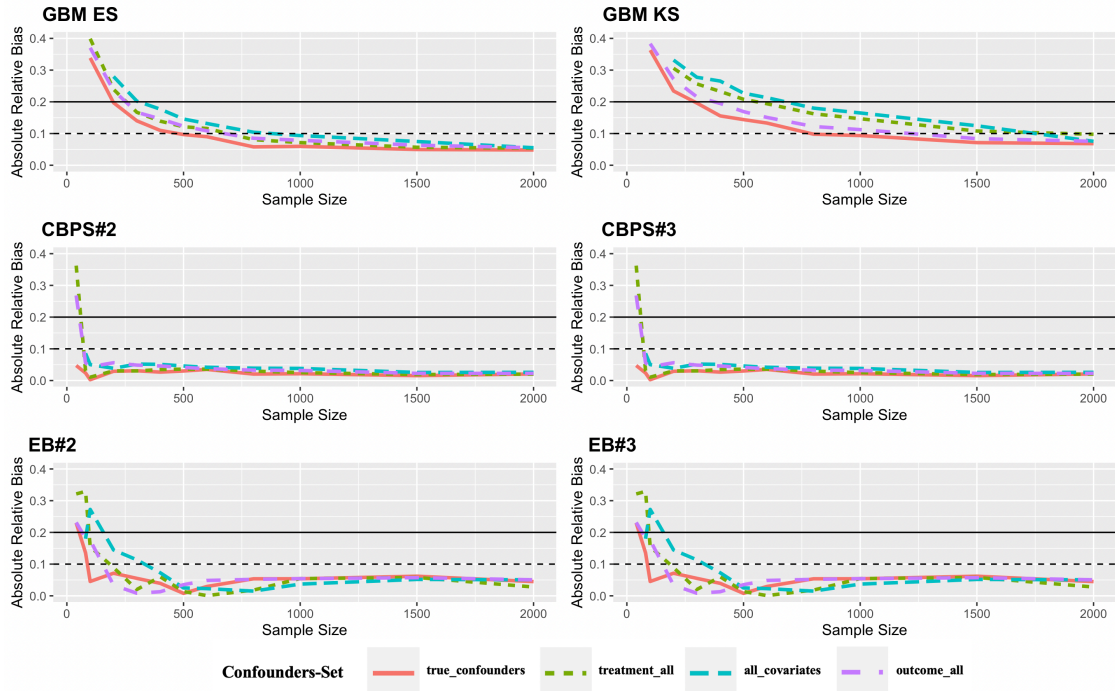 GBM ES
GBM KS
Absolute Relative Bias
0.4
0.3
0.2
0.1
0.0
0
500
1000
1500
2000
Sample Size
Absolute Relative Bias
0.4
0.3
0.2
0.1
0.0
0
500
1000
1500
2000
Sample Size
CBPS#2
CBPS#3
Absolute Relative Bias
0.4
0.3
0.2
0.1
0.0
0
500
1000
1500
2000
Sample Size
Absolute Relative Bias
0.4
0.3
0.2
0.1
0.0
0
500
1000
1500
2000
Sample Size
EB#2
EB#3
Absolute Relative Bias
0.4
0.3
0.2
0.1
0.0
0
500
1000
1500
2000
Sample Size
Absolute Relative Bias
0.4
0.3
0.2
0.1
0.0
0
500
1000
1500
2000
Sample Size
Confounders-Set
true_confounders
treatment_all
all_covariates
outcome_all